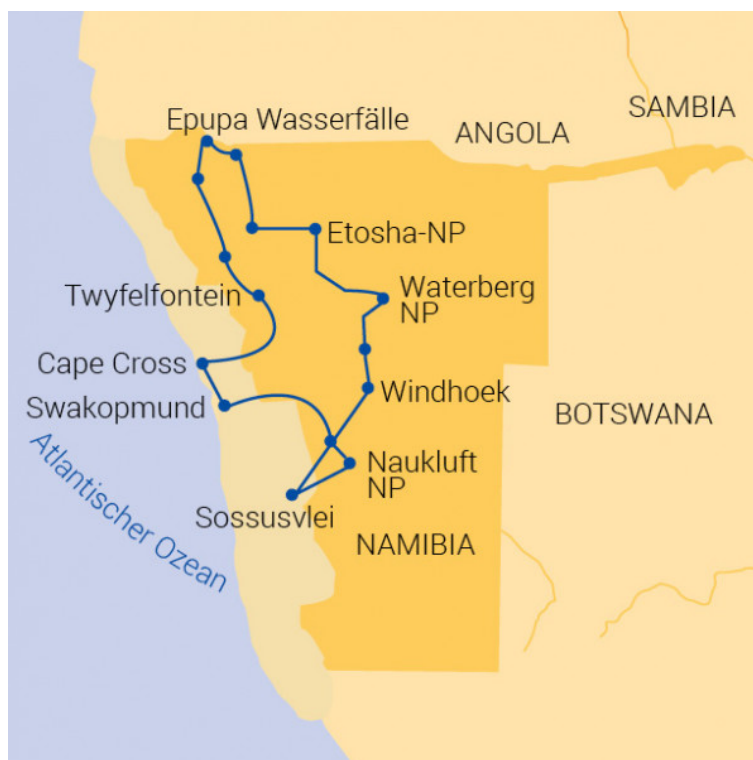 SAMBIA
Epupa Wasserfälle
ANGOLA
Etosha-NP
Waterberg
NP
Twyfelfontein
Cape Cross
Windhoek
Swakopmund
BOTSWANA
Naukluft
NP
Sossusvlei
NAMIBIA
Atlantischer Ozean